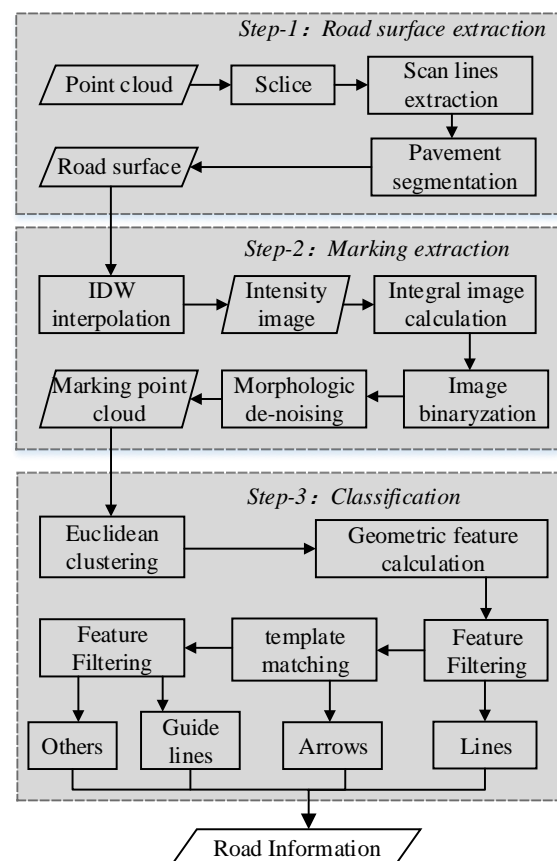 Step-1：Road surface extraction
Point cloud
Sclice
Scan lines
extraction
Road surface
Pavement
segmentation
Step-2：Marking extraction
IDW
interpolation
Intensity
image
Integral image
calculation
Marking point
cloud
Morphologic
de-noising
Image
binaryzation
Step-3：Classification
Euclidean
clustering
Geometric feature
calculation
Feature
Filtering
template
matching
Feature
Filtering
Others
Guide
lines
Arrows
Lines
Road Information